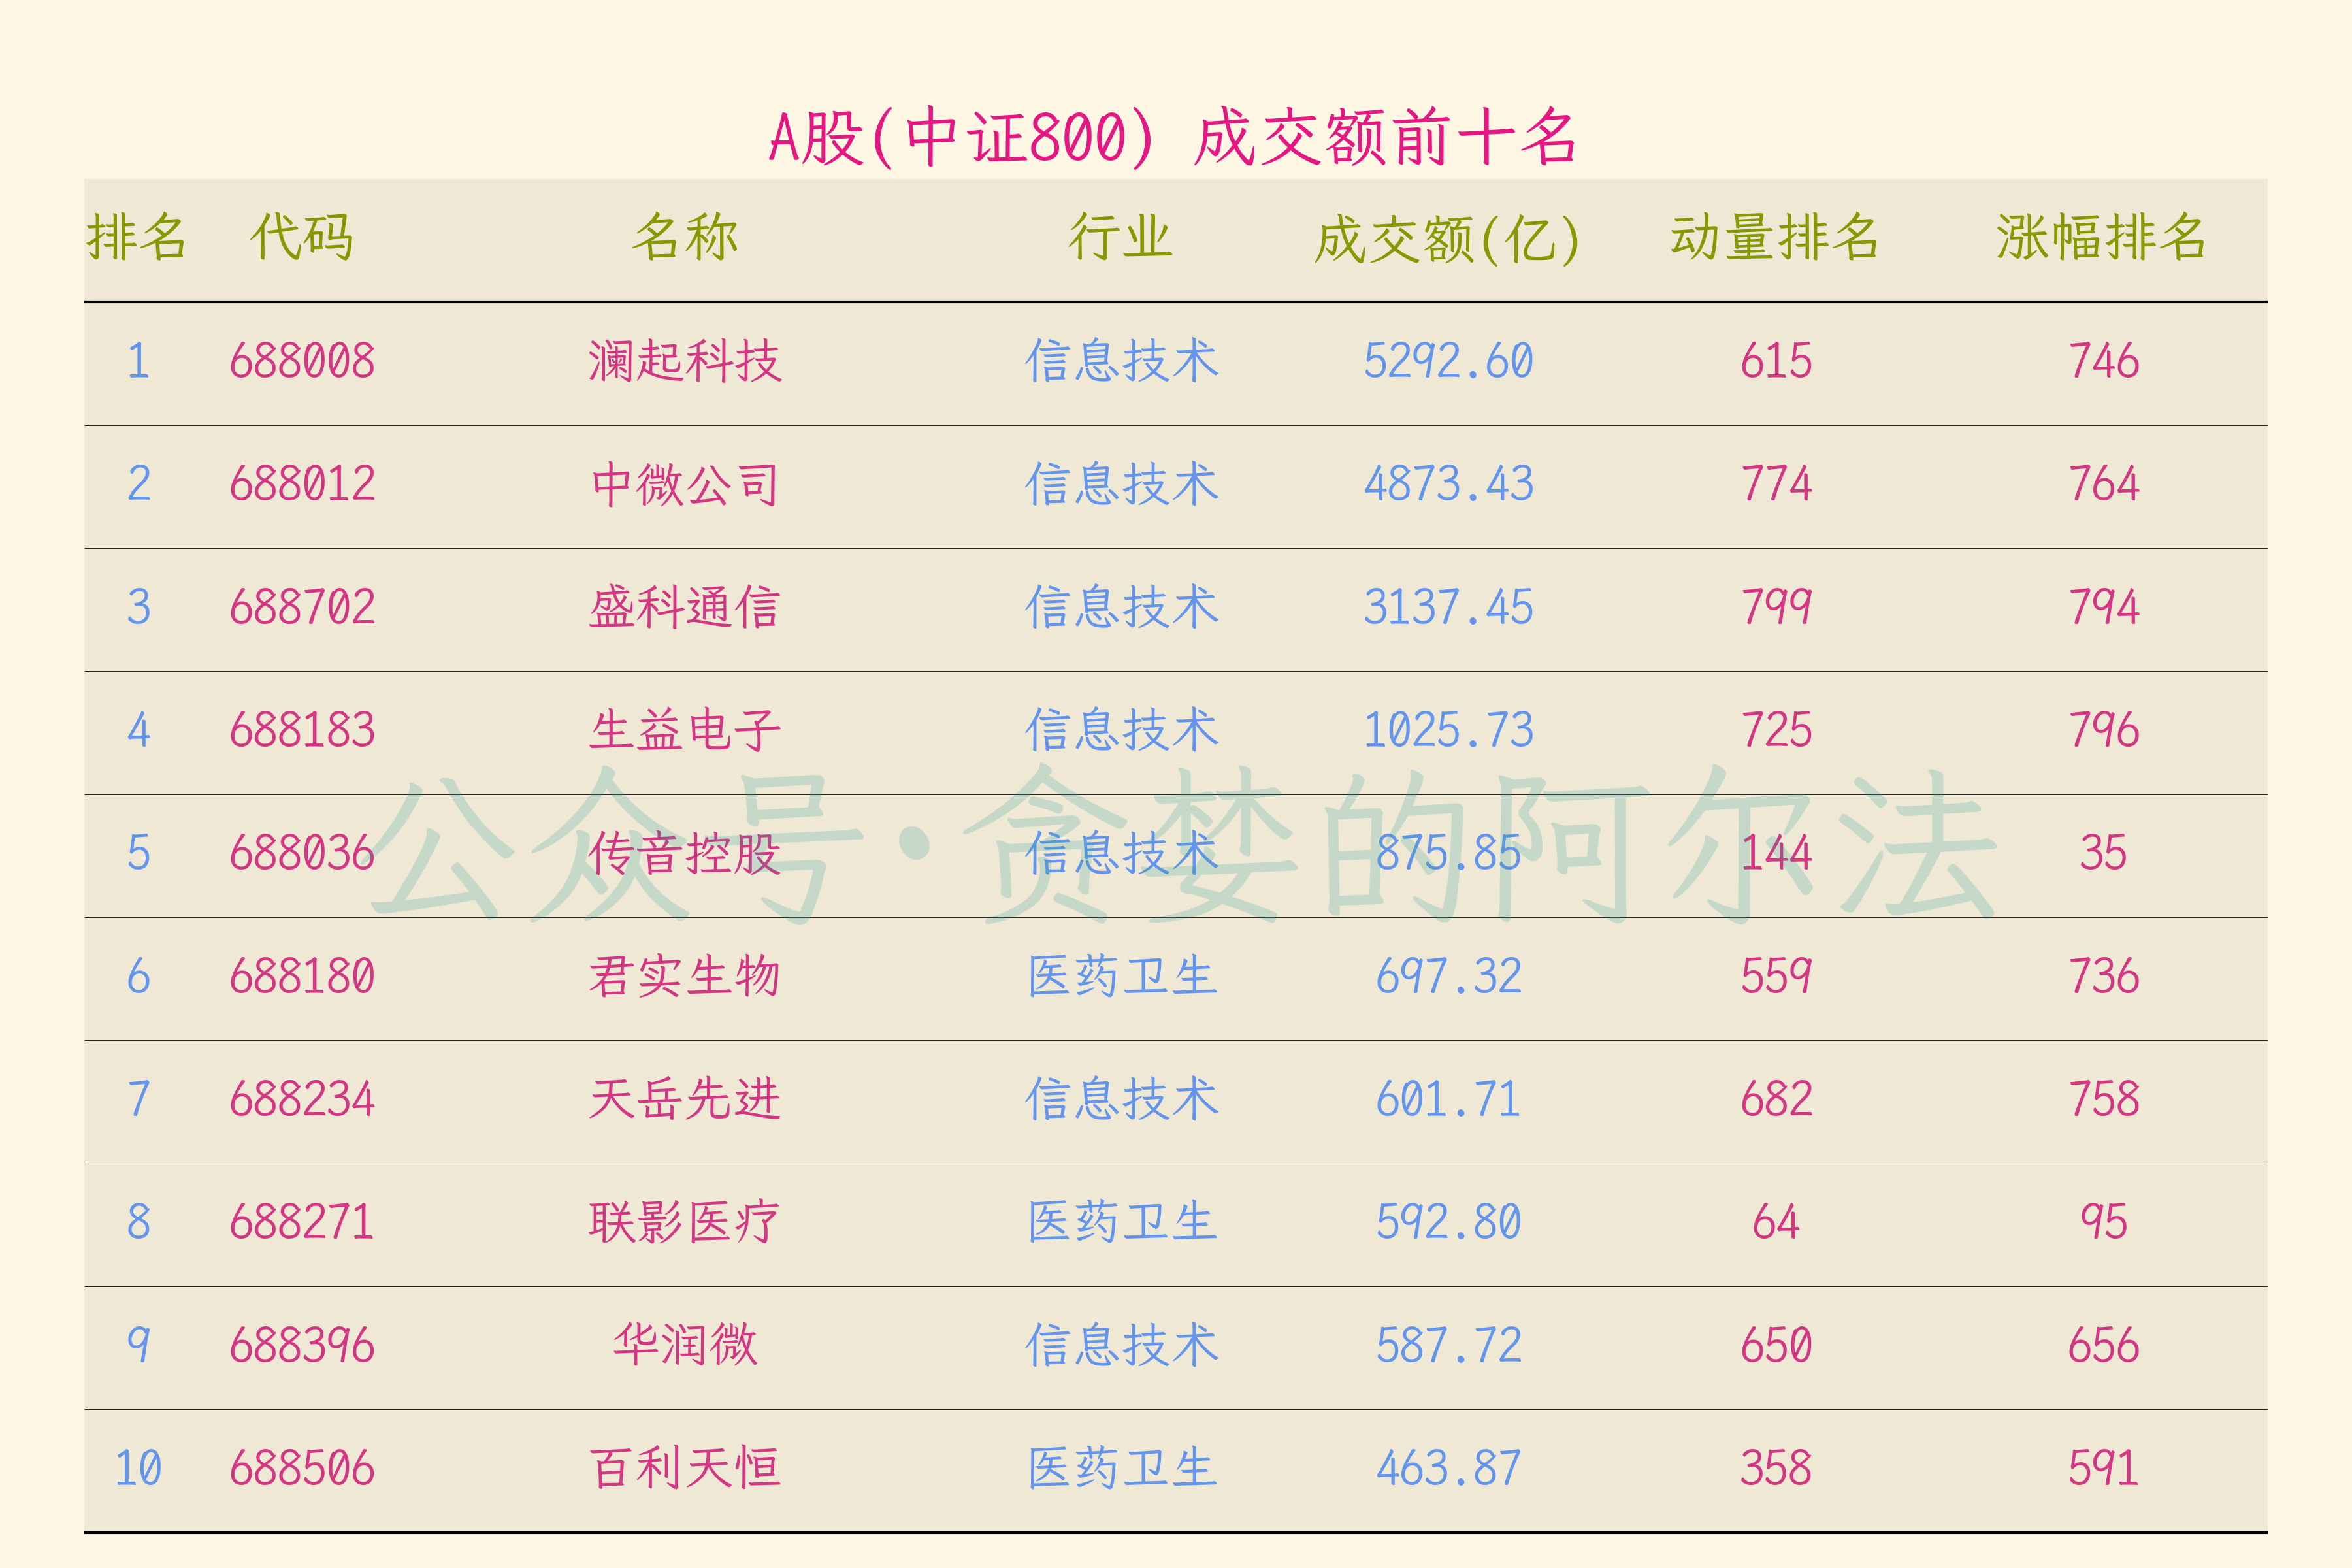 A股(中证800) 成交额前十名
排名 代码 名称 行业 成交额(亿) 动量排名 涨幅排名
1 688008 澜起科技 信息技术 5292.60 615 746
2 688012 中微公司 信息技术 4873.43 774 764
3 688702 盛科通信 信息技术 3137.45 799 794
4 688183 生益电子 信息技术 1025.73 725 796
公众号·贪婪的阿尔法
5 688036 传音控股 信息技术 875.85 144 35
6 688180 君实生物 医药卫生 697.32 559 736
7 688234 天岳先进 信息技术 601.71 682 758
8 688271 联影医疗 医药卫生 592.80 64 95
9 688396 华润微 信息技术 587.72 650 656
10 688506 百利天恒 医药卫生 463.87 358 591